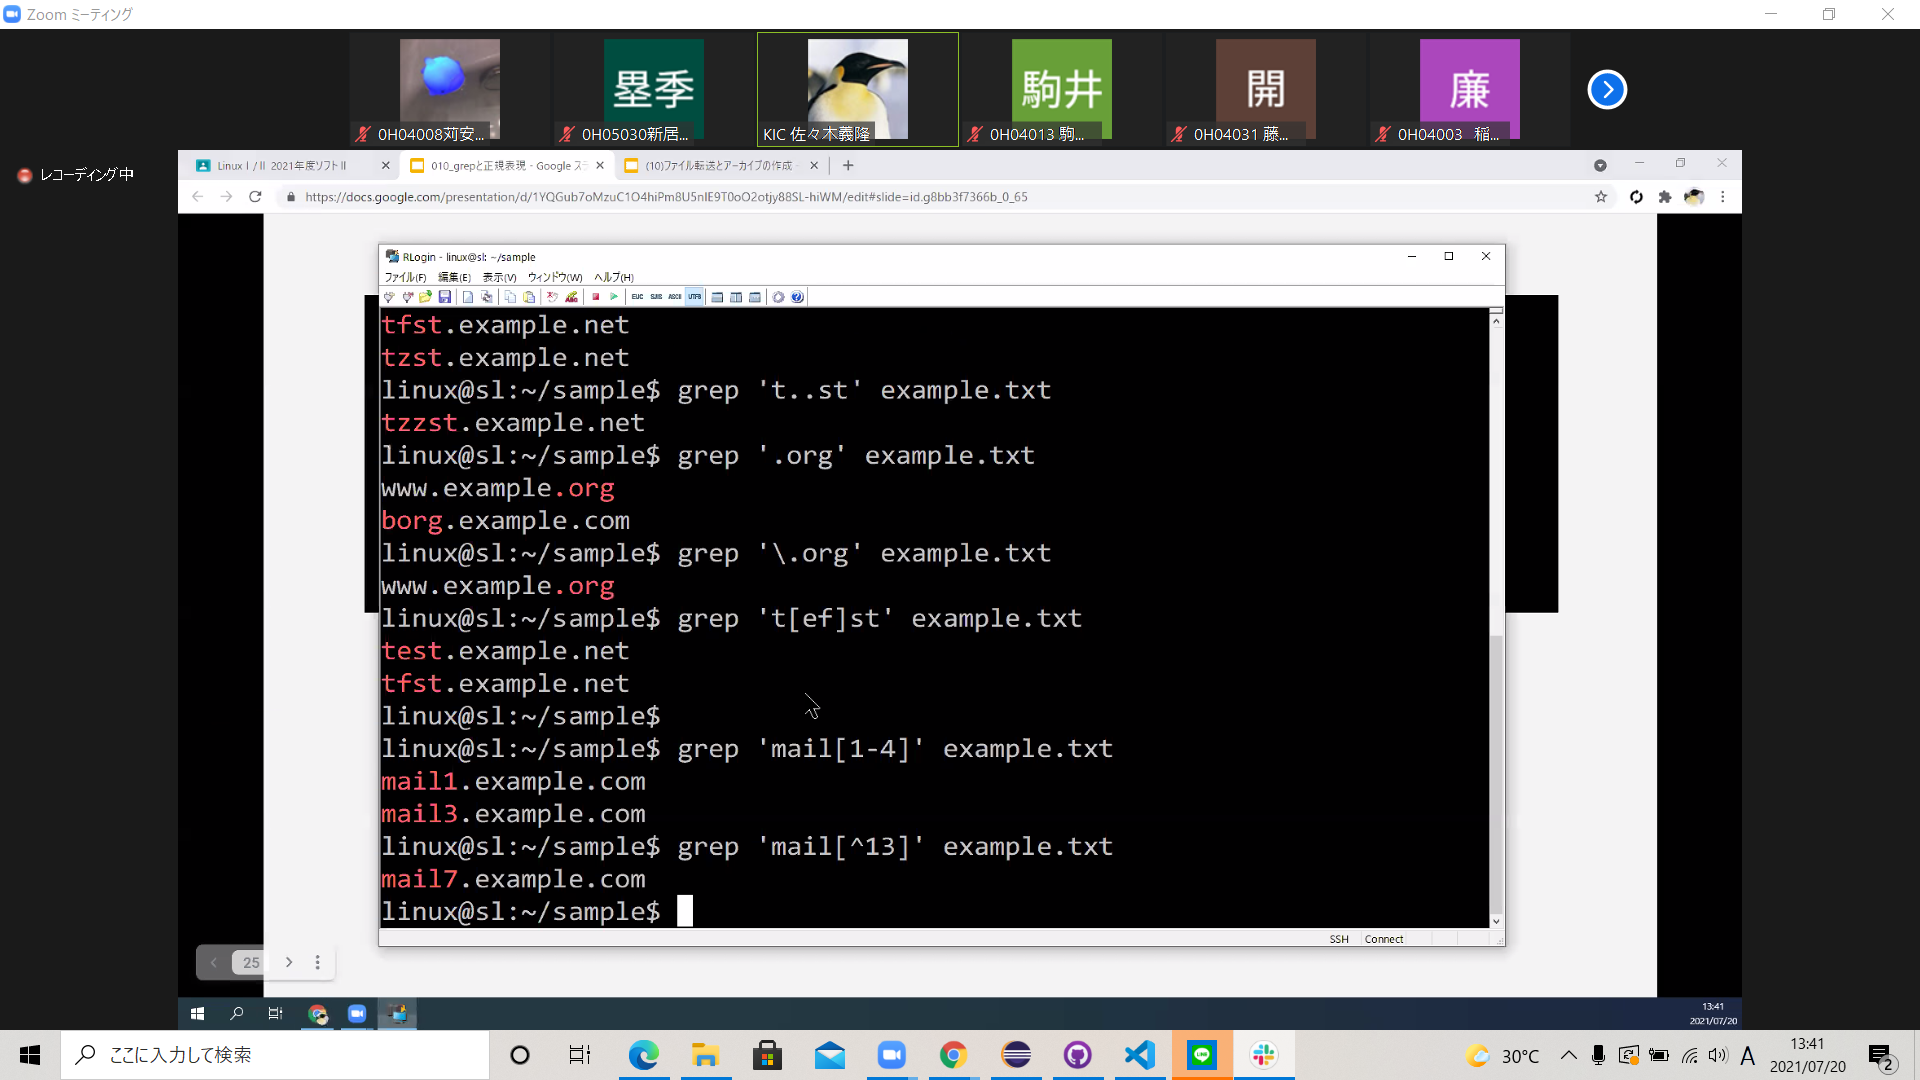 Zoom ミーティング
塁季
駒井
開
廉
0H04008苅安...
0H05030新居...
KIC 佐々木義隆
0H04013 駒...
0H04031 藤...
0H04003 稲...
レコーディング中
Linux I / II 2021年度ソフト II
010_grepと正規表現 - Google スラ
(10)ファイル転送とアーカイブの作成 -
https://docs.google.com/presentation/d/1YQGub7oMzuC1O4hiPm8U5nIE9T0oO2otjy88SL-hiWM/edit#slide=id.g8bb3f7366b_0_65
RLogin - linux@sl: ~/sample
ファイル(F) 編集(E) 表示(V) ウィンドウ(W) ヘルプ(H)
EUC SJIS ASCII UTF8
tfst.example.net
tzst.example.net
linux@sl:~/sample$ grep 't..st' example.txt
tzzst.example.net
linux@sl:~/sample$ grep '.org' example.txt
www.example.org
borg.example.com
linux@sl:~/sample$ grep '\.org' example.txt
www.example.org
linux@sl:~/sample$ grep 't[ef]st' example.txt
test.example.net
tfst.example.net
linux@sl:~/sample$
linux@sl:~/sample$ grep 'mail[1-4]' example.txt
mail1.example.com
mail3.example.com
linux@sl:~/sample$ grep 'mail[^13]' example.txt
mail7.example.com
linux@sl:~/sample$
SSH Connect
25
13:41
2021/07/20
ここに入力して検索
LINE
30°C
A
13:41
2021/07/20
2